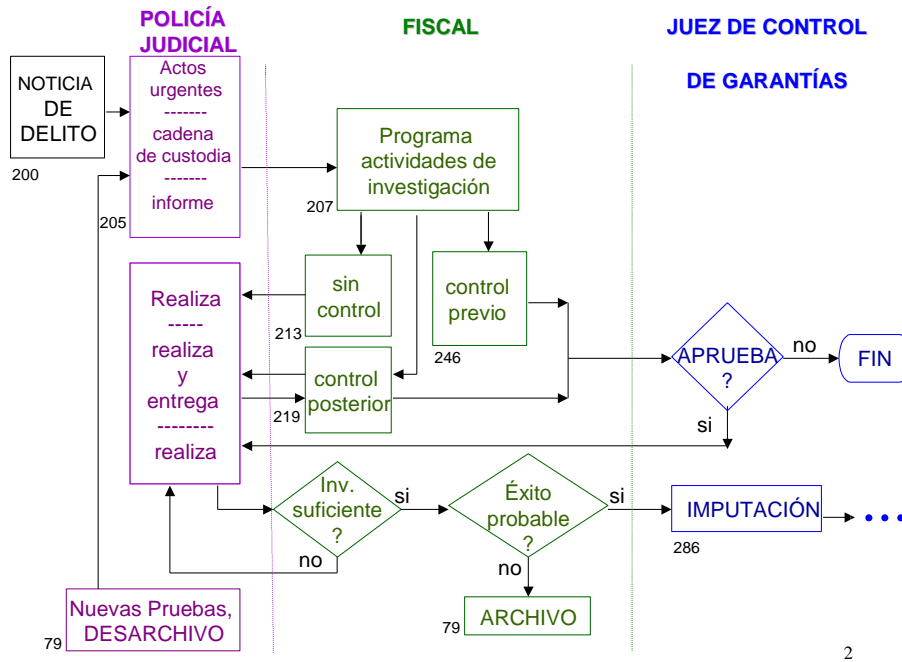 POLICÍA
JUDICIAL
FISCAL
JUEZ DE CONTROL
DE GARANTÍAS
NOTICIA
DE
DELITO
200
Actos
urgentes
-------
cadena
de custodia
-------
informe
205
Programa
actividades de
investigación
207
sin
control
213
control
previo
246
control
posterior
219
Realiza
-----
realiza
y
entrega
--------
realiza
APRUEBA
?
no
si
FIN
Inv.
suficiente
?
si
no
Éxito
probable
?
si
no
IMPUTACIÓN
286
...
ARCHIVO
79
Nuevas Pruebas,
DESARCHIVO
79
2